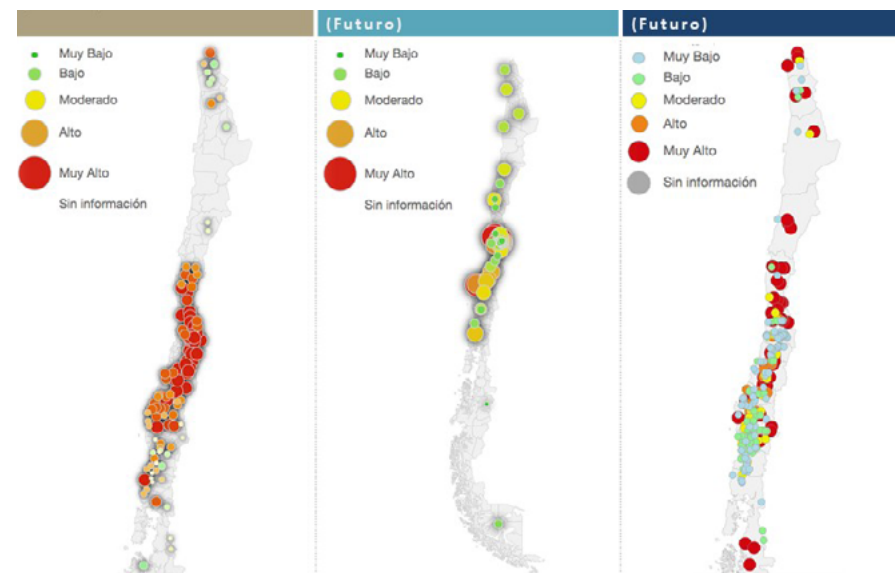 (Futuro)
(Futuro)
Muy Bajo
Bajo
Moderado
Alto
Muy Alto
Sin información
Muy Bajo
Bajo
Moderado
Alto
Muy Alto
Sin información
Muy Bajo
Bajo
Moderado
Alto
Muy Alto
Sin información